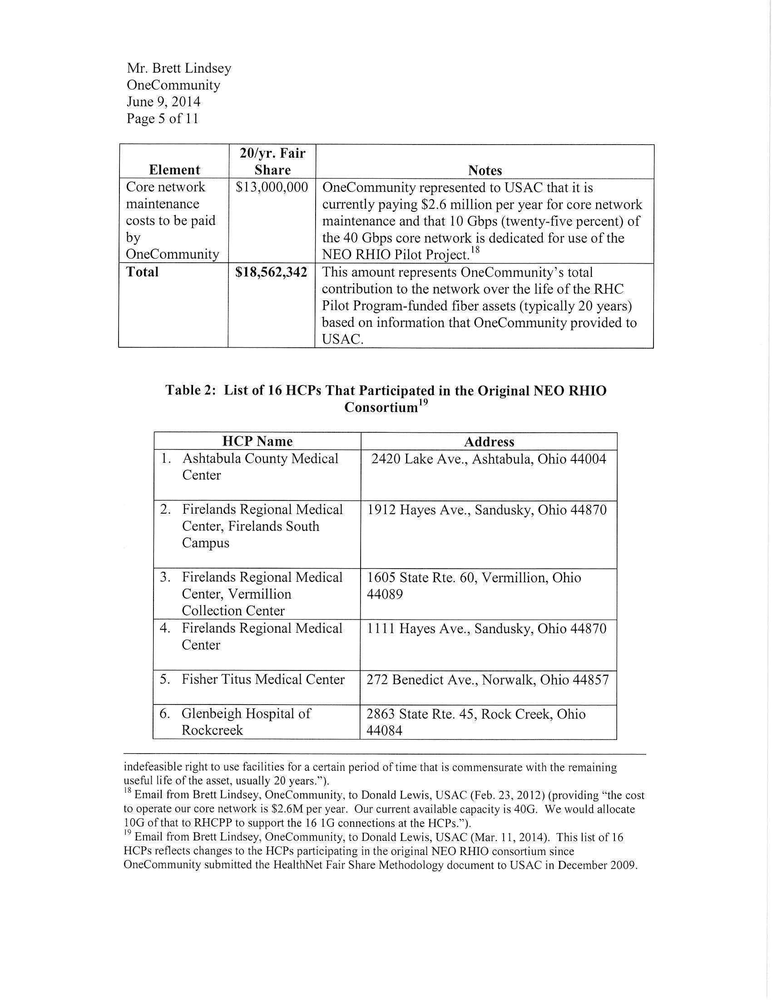 Mr. Brett Lindsey
OneCommunity
June 9, 2014
Page 5 of 11
Element
20/yr. Fair
Share
Notes
Core network
maintenance
costs to be paid
by
OneCommunity
$13,000,000
OneCommunity represented to USAC that it is
currently paying $2.6 million per year for core network
maintenance and that 10 Gbps (twenty-five percent) of
the 40 Gbps core network is dedicated for use of the
NEO RHIO Pilot Project.18
Total
$18,562,342
This amount represents OneCommunity's total
contribution to the network over the life of the RHC
Pilot Program-funded fiber assets (typically 20 years)
based on information that OneCommunity provided to
USAC.
Table 2: List of 16 HCPs That Participated in the Original NEO RHIO
Consortium19
HCP Name
Address
1. Ashtabula County Medical
Center
2420 Lake Ave., Ashtabula, Ohio 44004
2. Firelands Regional Medical
Center, Firelands South
Campus
1912 Hayes Ave., Sandusky, Ohio 44870
3. Firelands Regional Medical
Center, Vermillion
Collection Center
1605 State Rte. 60, Vermillion, Ohio
44089
4. Firelands Regional Medical
Center
1111 Hayes Ave., Sandusky, Ohio 44870
5. Fisher Titus Medical Center
272 Benedict Ave., Norwalk, Ohio 44857
6. Glenbeigh Hospital of
Rockcreek
2863 State Rte. 45, Rock Creek, Ohio
44084
indefeasible right to use facilities for a certain period of time that is commensurate with the remaining
useful life of the asset, usually 20 years.").
18 Email from Brett Lindsey, OneCommunity, to Donald Lewis, USAC (Feb. 23, 2012) (providing "the cost
to operate our core network is $2.6M per year. Our current available capacity is 40G. We would allocate
10G of that to RHCPP to support the 16 1G connections at the HCPs.").
19 Email from Brett Lindsey, OneCommunity, to Donald Lewis, USAC (Mar. 11, 2014). This list of 16
HCPs reflects changes to the HCPs participating in the original NEO RHIO consortium since
OneCommunity submitted the HealthNet Fair Share Methodology document to USAC in December 2009.